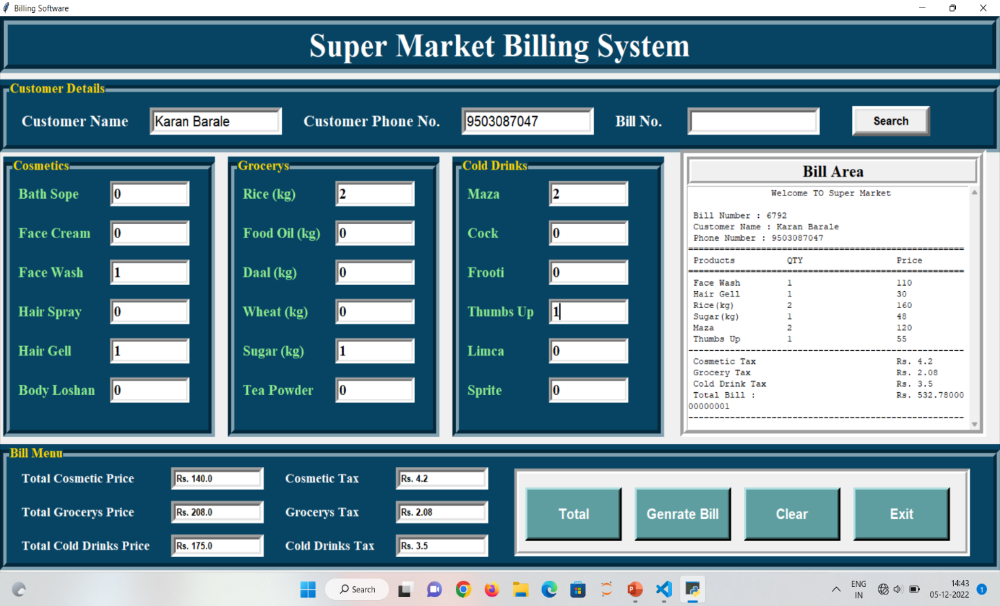 Billing Software
Super Market Billing System
Customer Details
Customer Name Karan Barale Customer Phone No. 9503087047 Bill No. Search
Cosmetics
Bath Sope 0
Face Cream 0
Face Wash 1
Hair Spray 0
Hair Gell 1
Body Loshan 0
Grocerys
Rice (kg) 2
Food Oil (kg) 0
Daal (kg) 0
Wheat (kg) 0
Sugar (kg) 1
Tea Powder 0
Cold Drinks
Maza 2
Cock 0
Frooti 0
Thumbs Up 1
Limca 0
Sprite 0
Bill Area
Welcome TO Super Market
Bill Number : 6792
Customer Name : Karan Barale
Phone Number : 9503087047
=====================================================
Products QTY Price
=====================================================
Face Wash 1 110
Hair Gell 1 30
Rice(kg) 2 160
Sugar(kg) 1 48
Maza 2 120
Thumbs Up 1 55
-----------------------------------------------------
Cosmetic Tax Rs. 4.2
Grocery Tax Rs. 2.08
Cold Drink Tax Rs. 3.5
Total Bill : Rs. 532.78000
00000001
-----------------------------------------------------
Bill Menu
Total Cosmetic Price Rs. 140.0 Cosmetic Tax Rs. 4.2
Total Grocerys Price Rs. 208.0 Grocerys Tax Rs. 2.08
Total Cold Drinks Price Rs. 175.0 Cold Drinks Tax Rs. 3.5
Total Genrate Bill Clear Exit
Search
ENG
IN
14:43
05-12-2022
1